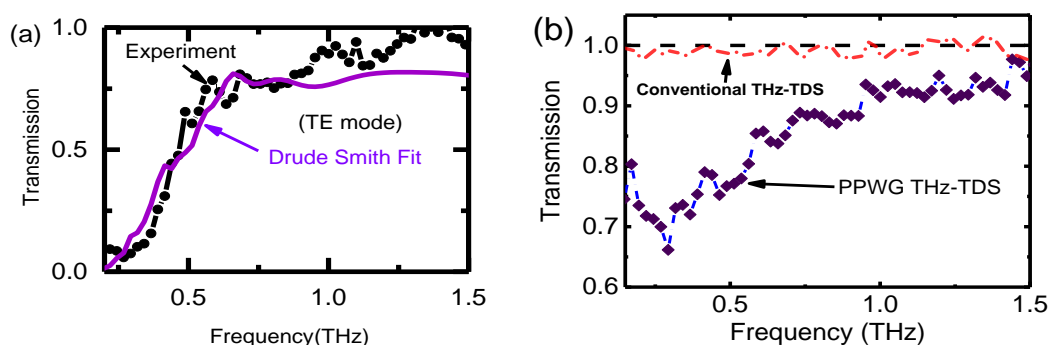 (a)
1.0
0.5
0.0
Transmission
Experiment
(TE mode)
Drude Smith Fit
0.5
1.0
1.5
Frequency(THz)
(b)
1.0
0.9
0.8
0.7
0.6
Transmission
Conventional THz-TDS
PPWG THz-TDS
0.5
1.0
1.5
Frequency (THz)